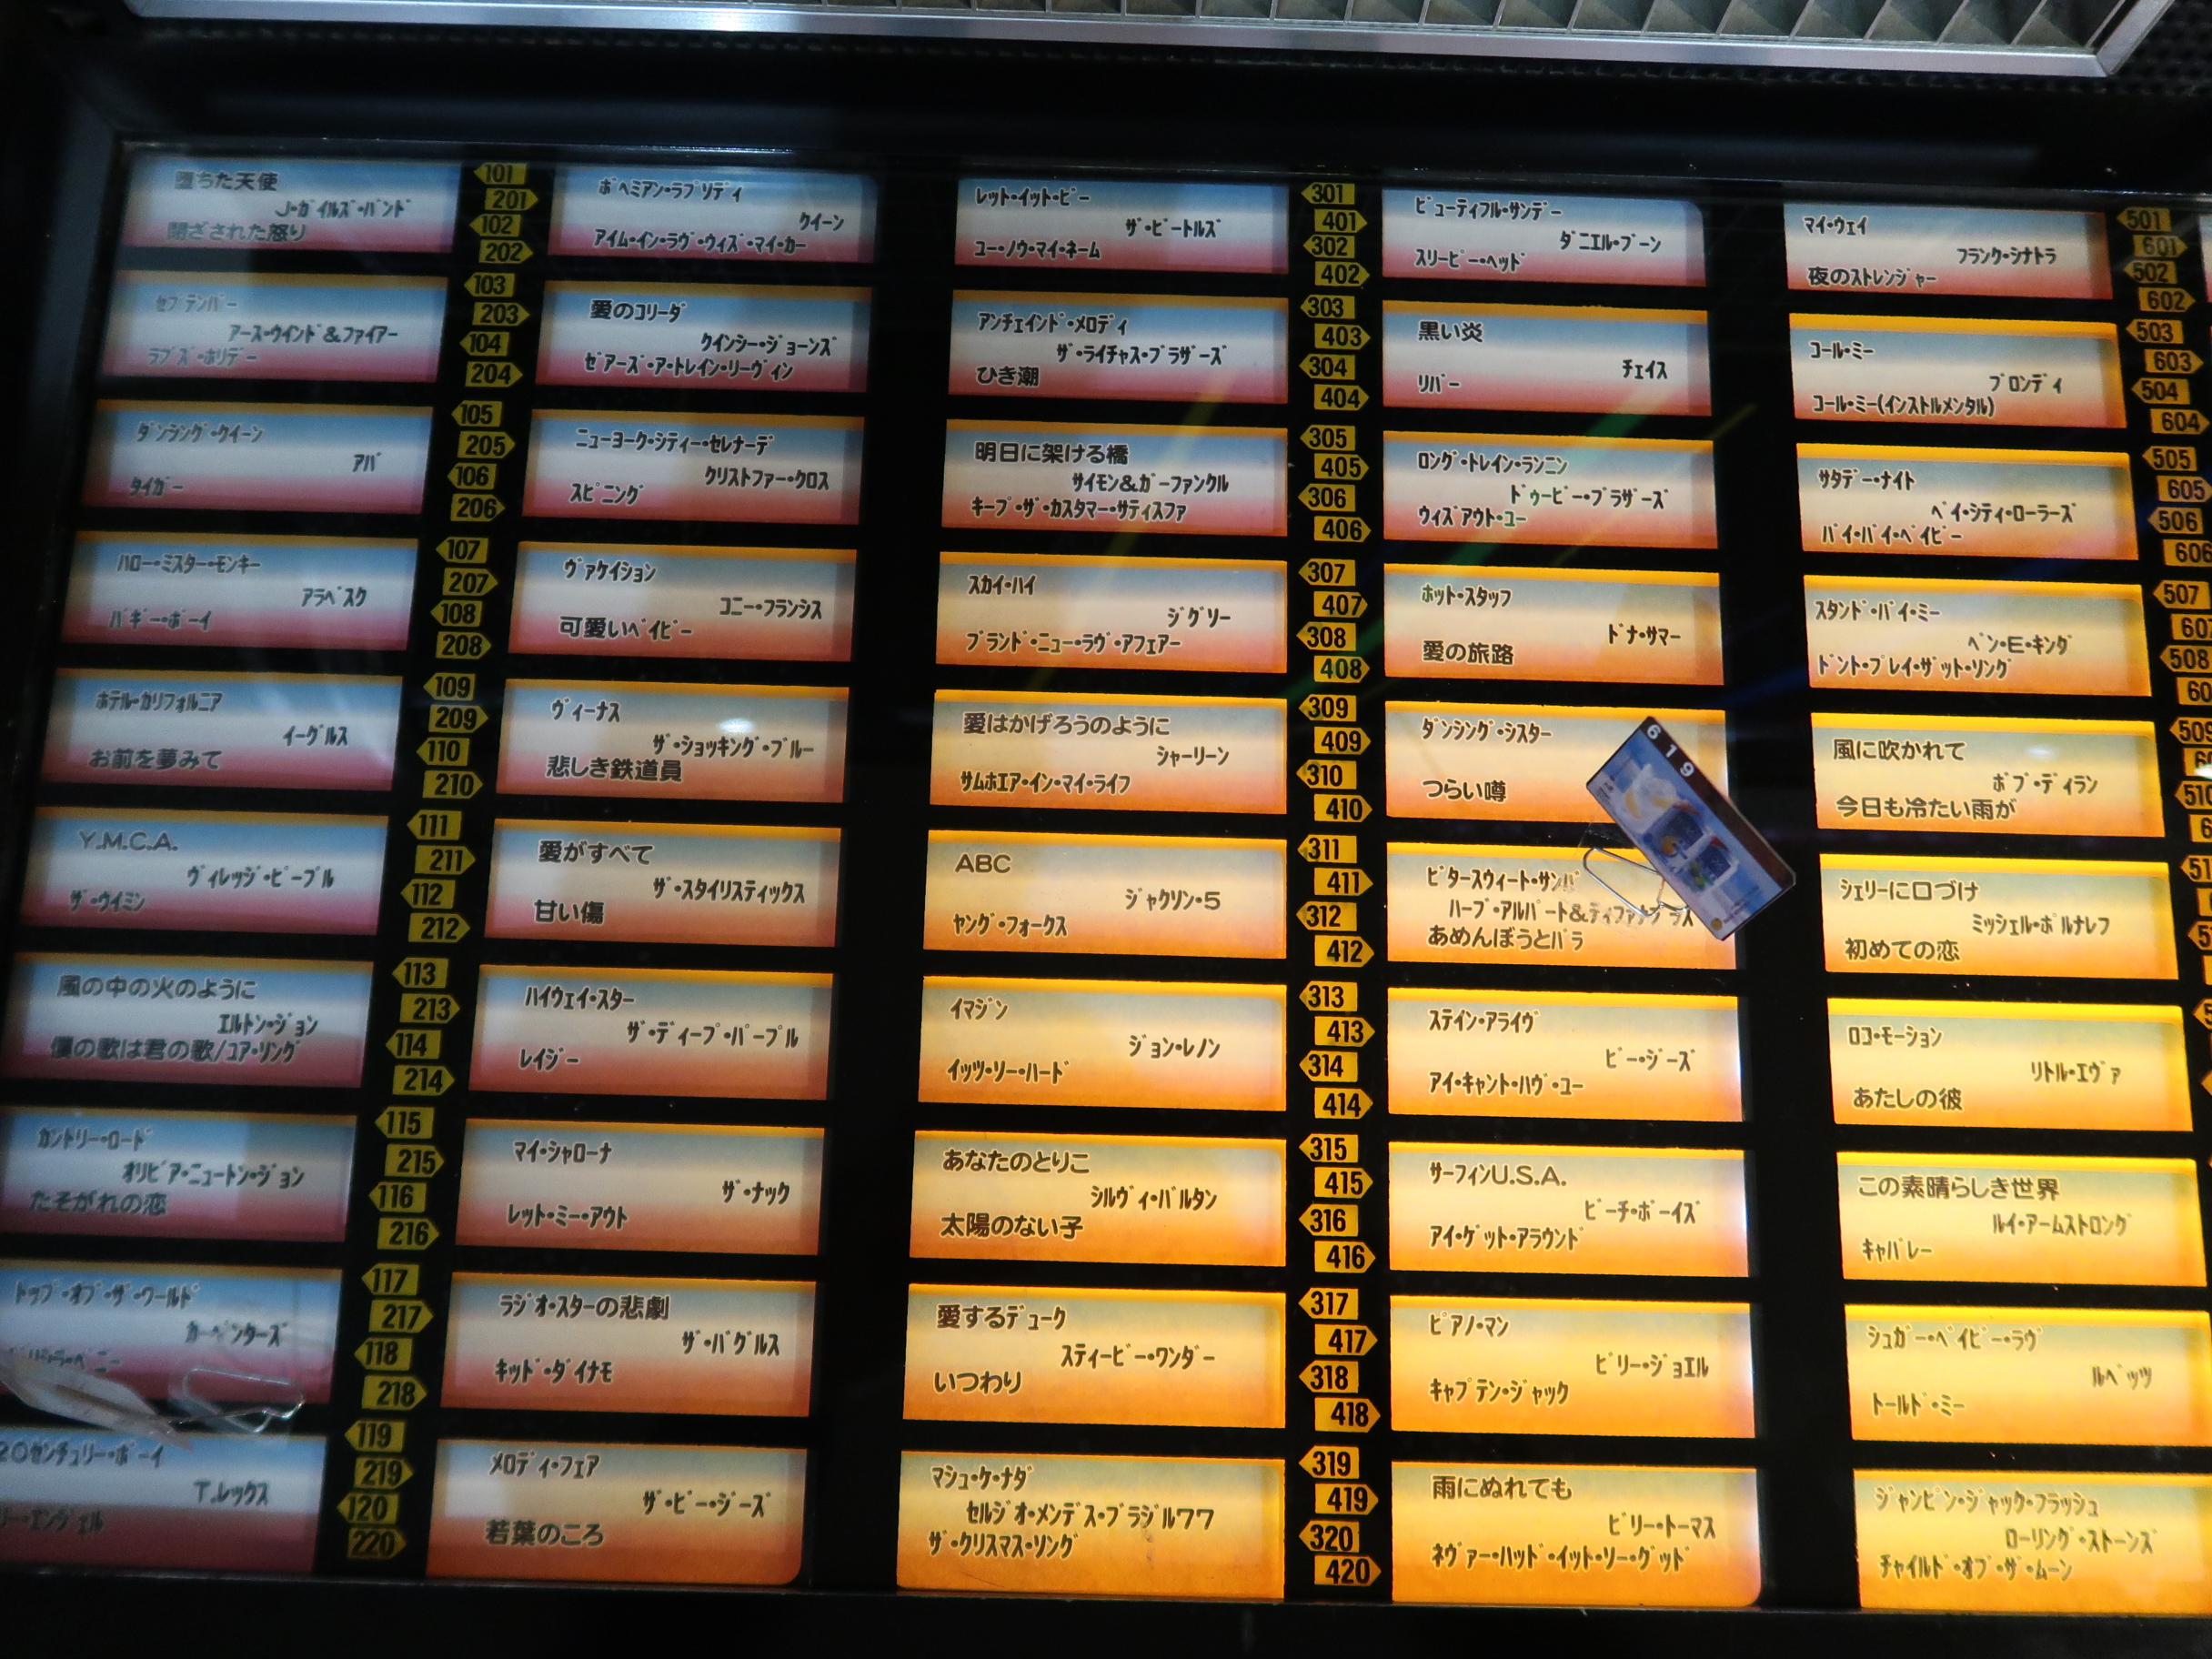 堕ちた天使
J・ガイルズ・バンド
閉ざされた怒り
101
201
102
202
ボヘミアン・ラプソディ
クイーン
アイム・イン・ラヴ・ウィズ・マイ・カー
レット・イット・ビー
ザ・ビートルズ
ユー・ノウ・マイ・ネーム
301
401
302
402
ビューティフル・サンデー
ダニエル・ブーン
スリーピー・ヘッド
マイ・ウェイ
フランク・シナトラ
夜のストレンジャー
501
601
502
602
セプテンバー
アース・ウインド&ファイアー
ラブズ・ホリデー
103
203
104
204
愛のコリーダ
クインシー・ジョーンズ
ゼアーズ・ア・トレイン・リーヴィン
アンチェインド・メロディ
ザ・ライチャス・ブラザーズ
ひき潮
303
403
304
404
黒い炎
チェイス
リバー
コール・ミー
ブロンディ
コール・ミー(インストルメンタル)
503
603
504
604
ダンシング・クイーン
アバ
タイガー
105
205
106
206
ニューヨーク・シティー・セレナーデ
クリストファー・クロス
スピニング
明日に架ける橋
サイモン&ガーファンクル
キープ・ザ・カスタマー・サティスファ
305
405
306
406
ロング・トレイン・ランニン
ドゥービー・ブラザーズ
ウィズアウト・ユー
サタデー・ナイト
ベイ・シティ・ローラーズ
バイ・バイ・ベイビー
505
605
506
606
ハロー・ミスター・モンキー
アラベスク
バギー・ボーイ
107
207
108
208
ヴァケイション
コニー・フランシス
可愛いベイビー
スカイ・ハイ
ジグソー
ブランド・ニュー・ラヴ・アフェアー
307
407
308
408
ホット・スタッフ
ドナ・サマー
愛の旅路
スタンド・バイ・ミー
ベン・E・キング
ドント・プレイ・ザット・ソング
507
607
508
ホテル・カリフォルニア
イーグルス
お前を夢みて
109
209
110
210
ヴィーナス
ザ・ショッキング・ブルー
悲しき鉄道員
愛はかげろうのように
シャーリーン
サムホエア・イン・マイ・ライフ
309
409
310
410
ダンシング・シスター
つらい噂
619
風に吹かれて
ボブ・ディラン
今日も冷たい雨が
509
510
Y.M.C.A.
ヴィレッジ・ピープル
ザ・ウイミン
111
211
112
212
愛がすべて
ザ・スタイリスティックス
甘い傷
ABC
ジャクソン・5
ヤング・フォークス
311
411
312
412
ビタースウィート・サンバ
ハーブ・アルパート&ティファナブラス
あめんぼうとバラ
シェリーに口づけ
ミッシェル・ポルナレフ
初めての恋
風の中の火のように
エルトン・ジョン
僕の歌は君の歌/ユア・ソング
113
213
114
214
ハイウェイ・スター
ザ・ディープ・パープル
レイジー
イマジン
ジョン・レノン
イッツ・ソー・ハード
313
413
314
414
ステイン・アライヴ
ビー・ジーズ
アイ・キャント・ハヴ・ユー
ロコ・モーション
リトル・エヴァ
あたしの彼
カントリー・ロード
オリビア・ニュートン・ジョン
たそがれの恋
115
215
116
216
マイ・シャローナ
ザ・ナック
レット・ミー・アウト
あなたのとりこ
シルヴィ・バルタン
太陽のない子
315
415
316
416
サーフィンU.S.A.
ビーチ・ボーイズ
アイ・ゲット・アラウンド
この素晴らしき世界
ルイ・アームストロング
キャバレー
トップ・オブ・ザ・ワールド
カーペンターズ
117
217
118
218
ラジオ・スターの悲劇
ザ・バグルス
キッド・ダイナモ
愛するデューク
スティービー・ワンダー
いつわり
317
417
318
418
ピアノ・マン
ビリー・ジョエル
キャプテン・ジャック
シュガー・ベイビー・ラヴ
ルベッツ
トールド・ミー
20センチュリー・ボーイ
T.レックス
119
219
120
220
メロディ・フェア
ザ・ビー・ジーズ
若葉のころ
マシュ・ケ・ナダ
セルジオ・メンデス・ブラジル77
ザ・クリスマス・ソング
319
419
320
420
雨にぬれても
ビリー・トーマス
ネヴァー・ハッド・イット・ソー・グッド
ジャンピン・ジャック・フラッシュ
ローリング・ストーンズ
チャイルド・オブ・ザ・ムーン